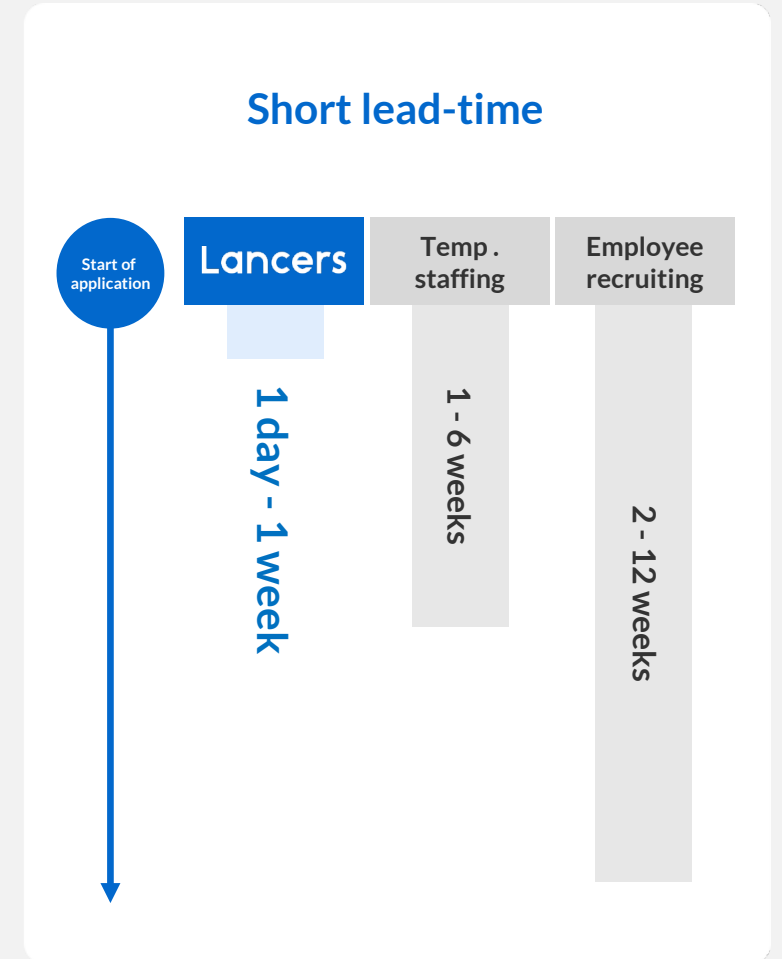 Short lead-time
Start of
application
Lancers
Temp.
staffing
Employee
recruiting
1 day - 1 week
1 - 6 weeks
2 - 12 weeks